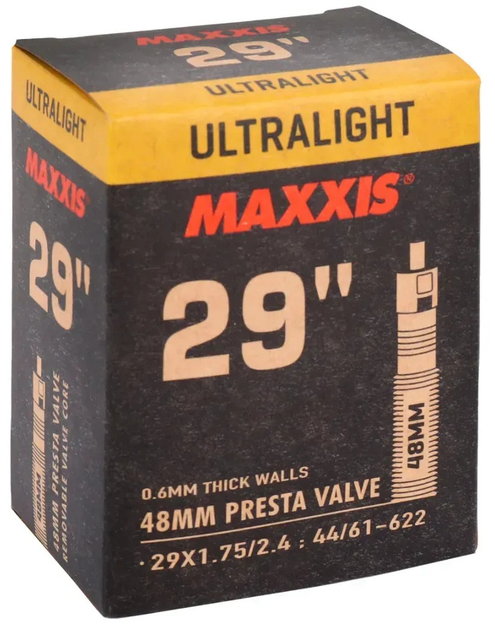 MAXXIS
29"
ULTRALIGHT
ULTRALIGHT
MAXXIS®
29"
48MM
0.6MM THICK WALLS
48MM PRESTA VALVE
·29X1.75/2.4 ; 44/61-622
ULTRALIGHT
MAXXIS
29"
48MM PRESTA VALVE
REMOVABLE VALVE CORE